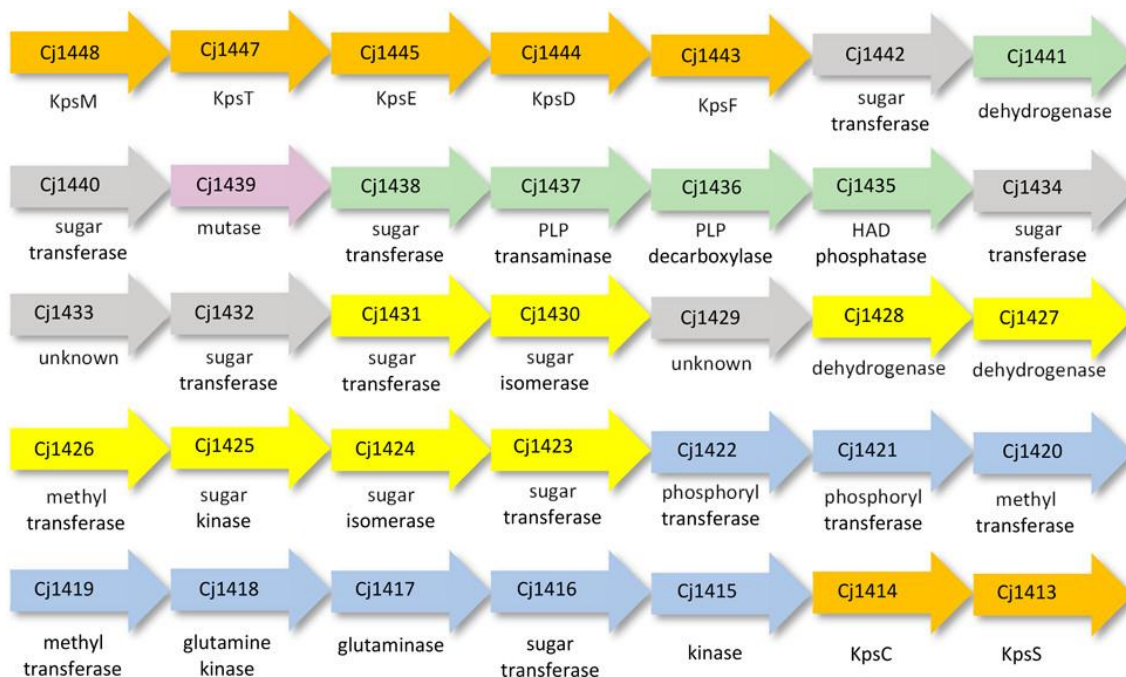 Cj1448 Cj1447 Cj1445 Cj1444 Cj1443 Cj1442 Cj1441
KpsM KpsT KpsE KpsD KpsF sugar dehydrogenase
transferase
Cj1440 Cj1439 Cj1438 Cj1437 Cj1436 Cj1435 Cj1434
sugar mutase sugar PLP PLP HAD sugar
transferase transferase transaminase decarboxylase phosphatase transferase
Cj1433 Cj1432 Cj1431 Cj1430 Cj1429 Cj1428 Cj1427
unknown sugar sugar sugar unknown dehydrogenase dehydrogenase
transferase transferase isomerase
Cj1426 Cj1425 Cj1424 Cj1423 Cj1422 Cj1421 Cj1420
methyl sugar sugar sugar phosphoryl phosphoryl methyl
transferase kinase isomerase transferase transferase transferase transferase
Cj1419 Cj1418 Cj1417 Cj1416 Cj1415 Cj1414 Cj1413
methyl glutamine glutaminase sugar kinase KpsC KpsS
transferase kinase transferase